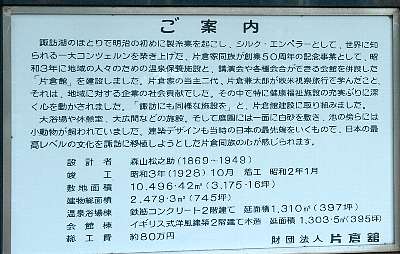 ご案内
諏訪湖のほとりで明治の初めに製糸業を起こし、シルク・エンペラーとして、世界に知
られる一大コンツェルンを築き上げた、片倉家同族が創業50周年の記念事業として、昭
和3年に地域の人々のための温泉保養施設と、講演会や各種会合ができる会館を併設した
「片倉館」を建設しました。片倉家の当主二代、片倉兼太郎が欧米視察旅行で学んだこと
それは、地域に対する企業の社会貢献でした。その中で特に健康福祉施設の充実ぶりに深
く心を動かされました。「諏訪にも同様な施設を」と、片倉館建設に取り組みました。
大浴場や休憩室、大広間などの施設。そして庭園には一面に白砂を敷き、池の傍らには
小動物が飼われていました。建築デザインも当時の日本の最先端をいくもので、日本の最
高レベルの文化を諏訪に移植しようとした片倉同族の心が感じられます。
設計者 森山松之助(1869~1949)
竣工 昭和3年(1928)10月 着工 昭和2年1月
敷地面積 10,496.42㎡(3,175.16坪)
建物総面積 2,479.3㎡(745坪)
温泉浴場棟 鉄筋コンクリート2階建て 延面積1,310㎡(397坪)
会館棟 イギリス式洋風建築2階建て木造 延面積1,303.5㎡(395坪)
総工費 約80万円
財団法人 片倉館